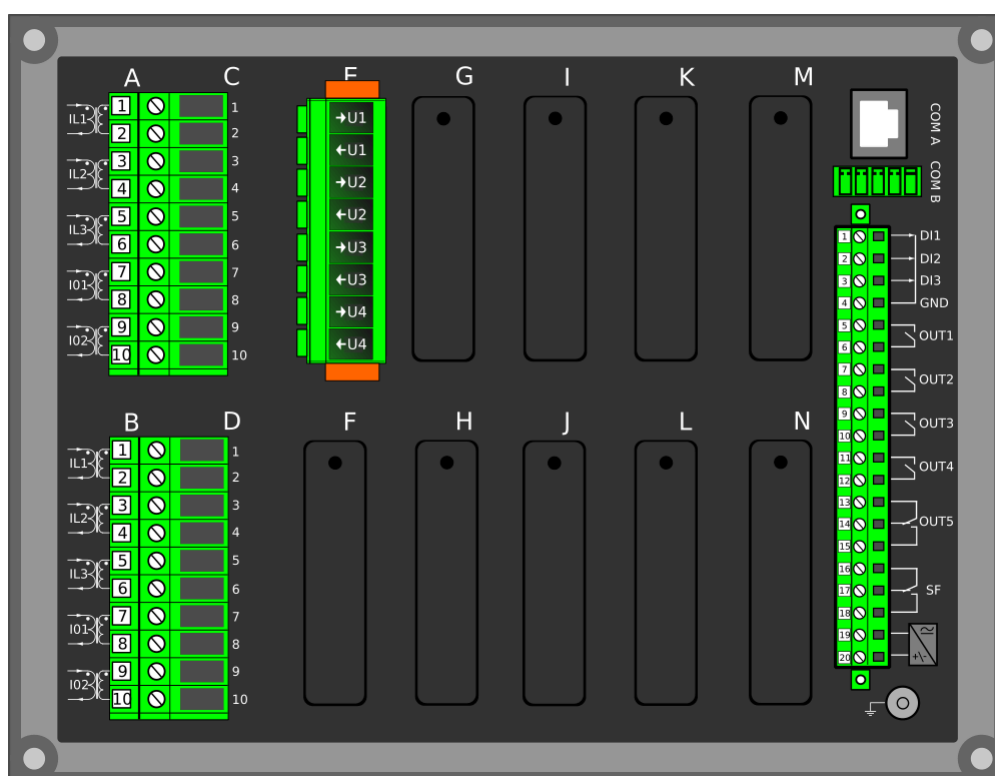 A C E G I K M
IL1 1 1
2 2
IL2 3 3
4 4
IL3 5 5
6 6
I01 7 7
8 8
I02 9 9
10 10
→U1
←U1
→U2
←U2
→U3
←U3
→U4
←U4
B D F H J L N
IL1 1 1
2 2
IL2 3 3
4 4
IL3 5 5
6 6
I01 7 7
8 8
I02 9 9
10 10
COM A
COM B
1 DI1
2 DI2
3 DI3
4 GND
5
OUT1
6
7
OUT2
8
9
OUT3
10
11
OUT4
12
13
14 OUT5
15
16
17 SF
18
19
20 +/-